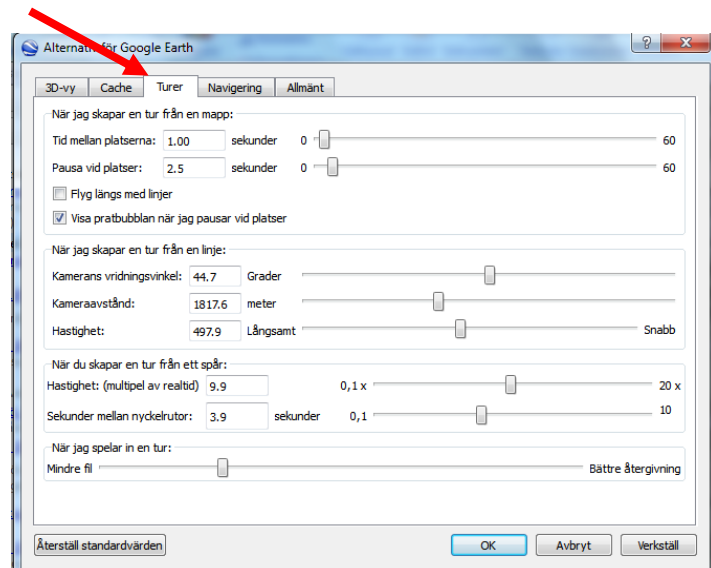 Alternativ för Google Earth
3D-vy Cache Turer Navigering Allmänt
När jag skapar en tur från en mapp:
Tid mellan platserna: 1.00 sekunder 0 60
Pausa vid platser: 2.5 sekunder 0 60
Flyg längs med linjer
Visa pratbubblan när jag pausar vid platser
När jag skapar en tur från en linje:
Kamerans vridningsvinkel: 44.7 Grader
Kameraavstånd: 1817.6 meter
Hastighet: 497.9 Långsamt Snabb
När du skapar en tur från ett spår:
Hastighet: (multipel av realtid) 9.9 0,1 x 20 x
Sekunder mellan nyckelrutor: 3.9 sekunder 0,1 10
När jag spelar in en tur:
Mindre fil Bättre återgivning
Återställ standardvärden OK Avbryt Verkställ